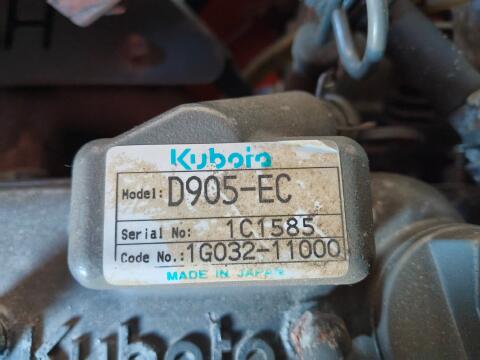 H
Kubota
Model: D905-EC
Serial No: 1C1585
Code No.: 1G032-11000
MADE IN JAPAN
Kubota